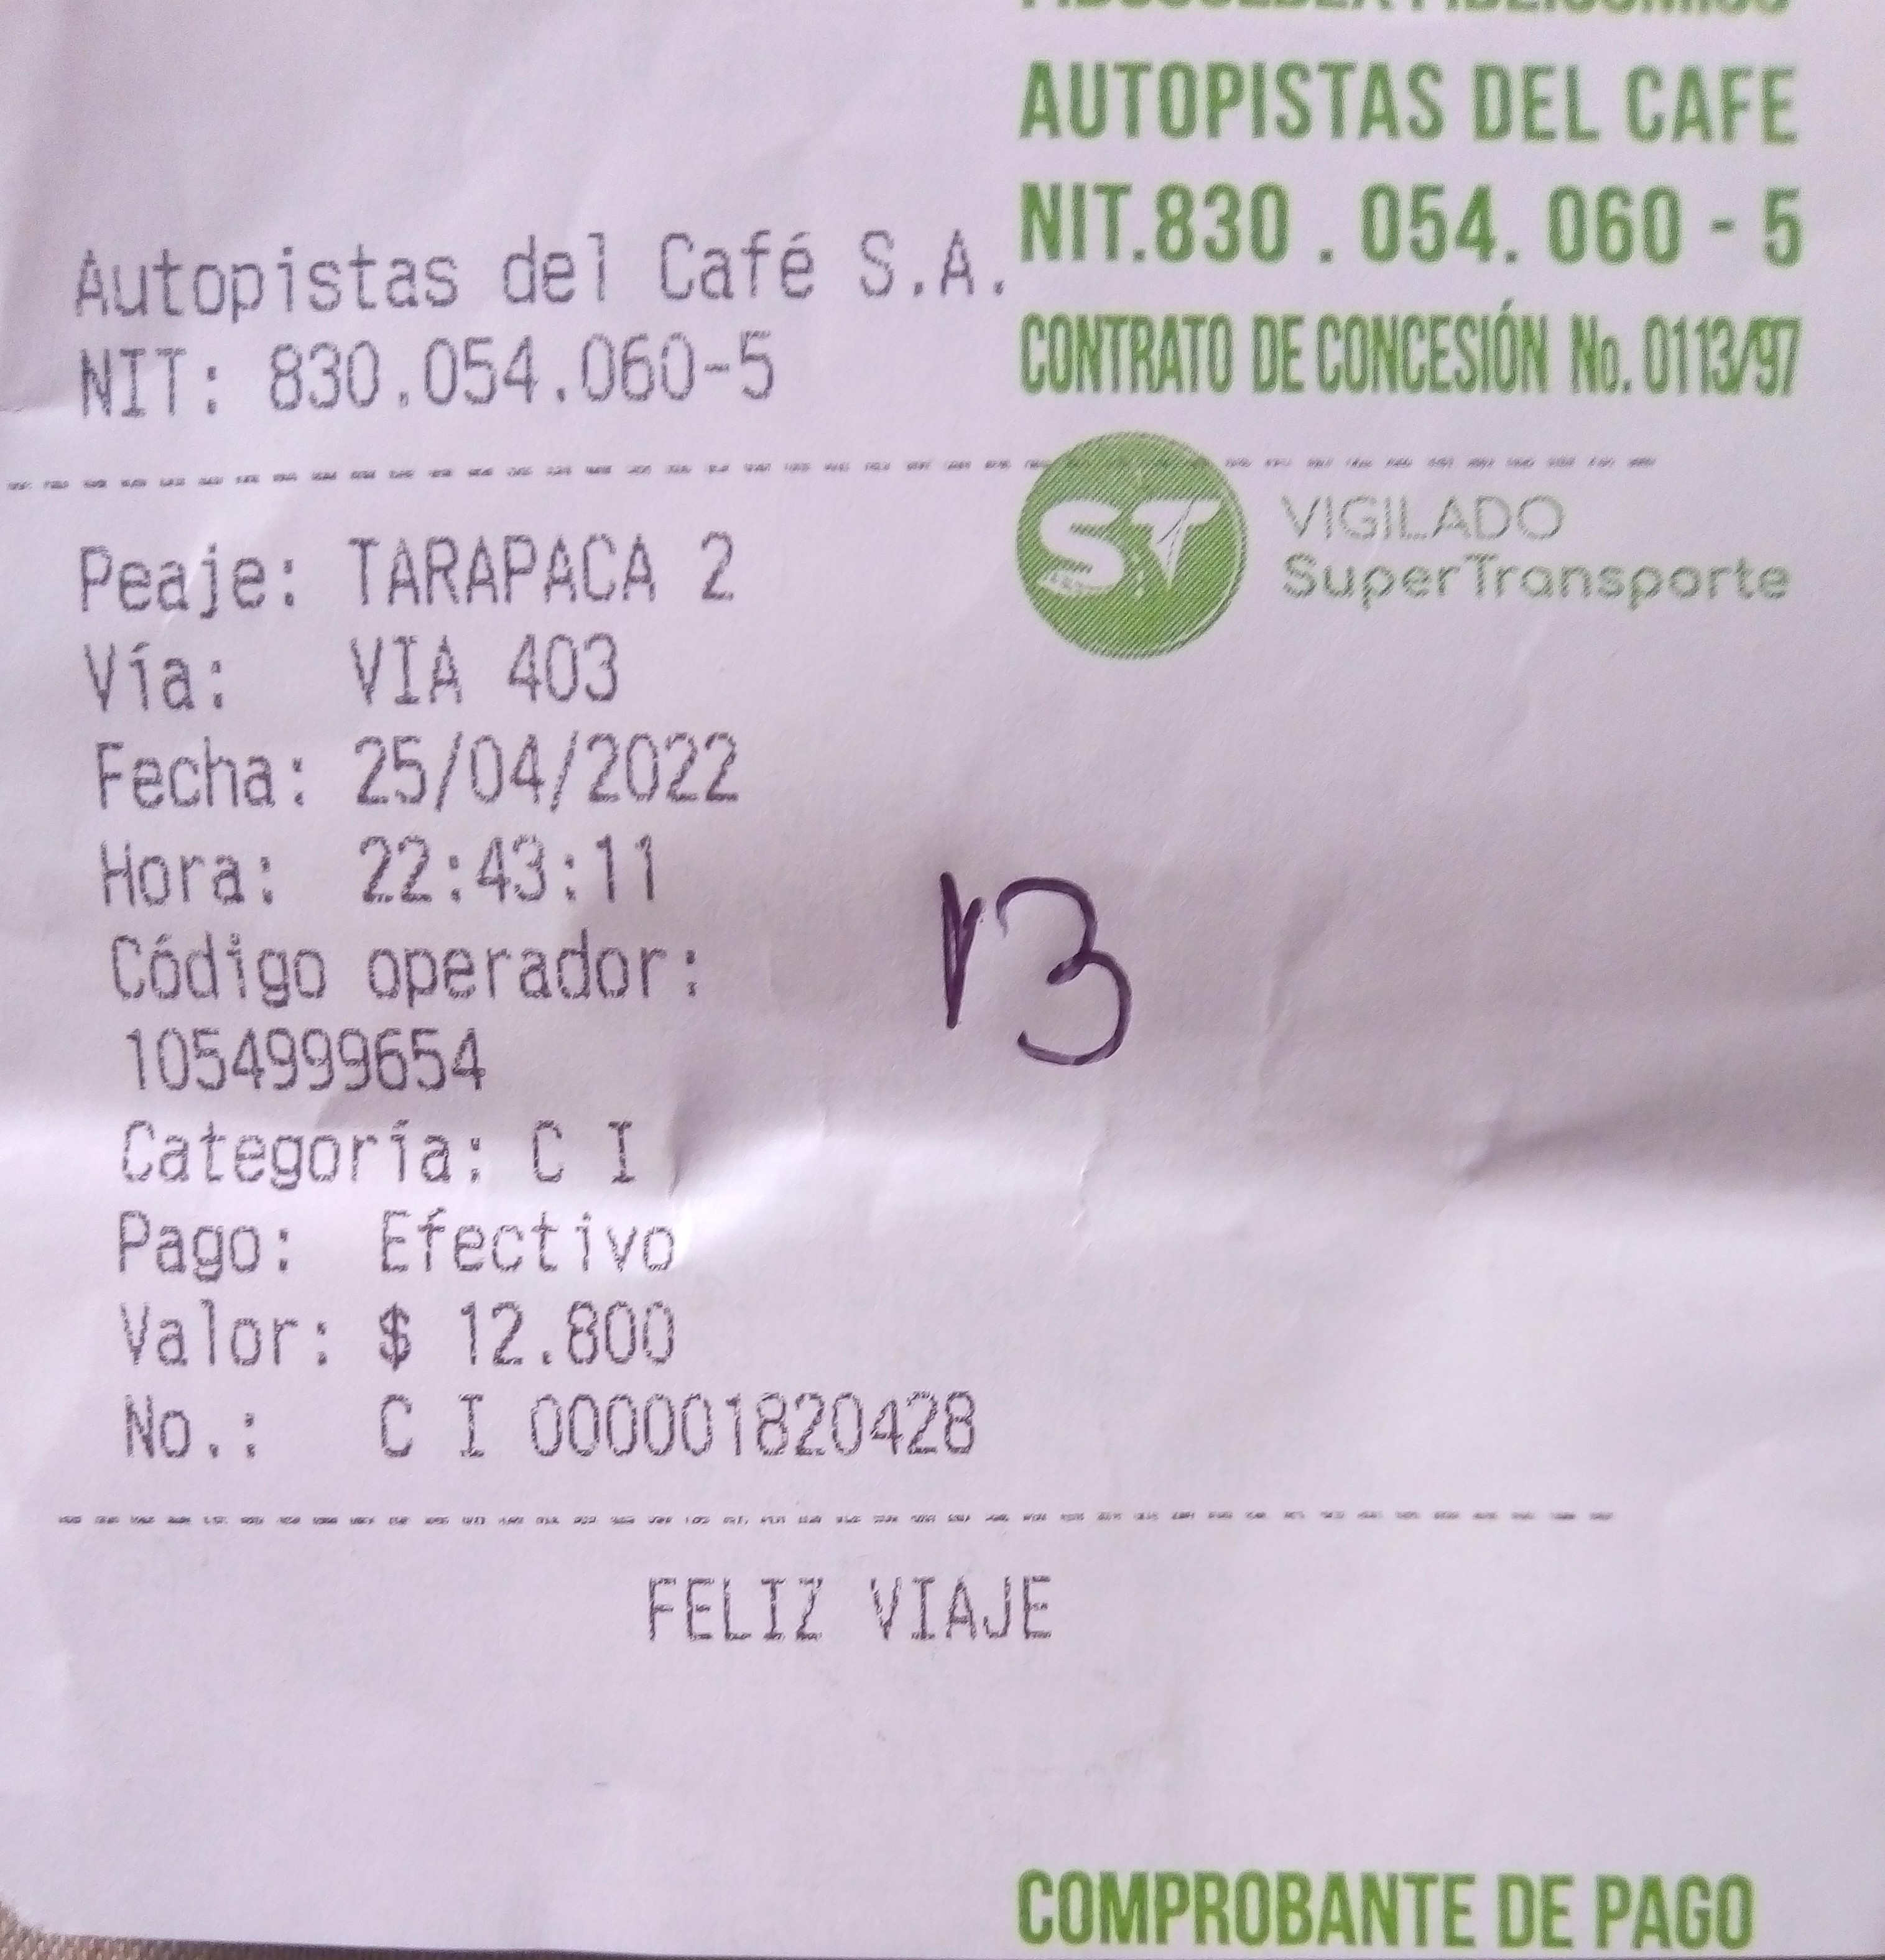 AUTOPISTAS DEL CAFE
NIT.830 . 054. 060 - 5
CONTRATO DE CONCESIÓN No. 0113/97
ST VIGILADO
SuperTransporte
Autopistas del Café S.A.
NIT: 830.054.060-5
Peaje: TARAPACA 2
Vía: VIA 403
Fecha: 25/04/2022
Hora: 22:43:11
Código operador:
1054999654
Categoría: C I
Pago: Efectivo
Valor: $ 12.800
No.: C I 000001820428
13
FELIZ VIAJE
COMPROBANTE DE PAGO